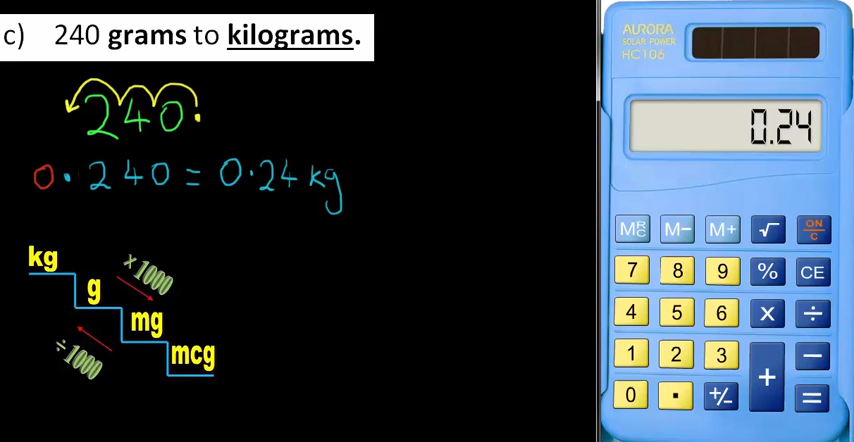 c) 240 grams to kilograms.
240.
0.240 = 0.24 kg
kg
g
mg
mcg
x 1000
÷ 1000
AURORA
SOLAR POWER
HC106
0.24
MRC M− M+ √ ON/C
7 8 9 % CE
4 5 6 x ÷
1 2 3 −
0 . +/− + =